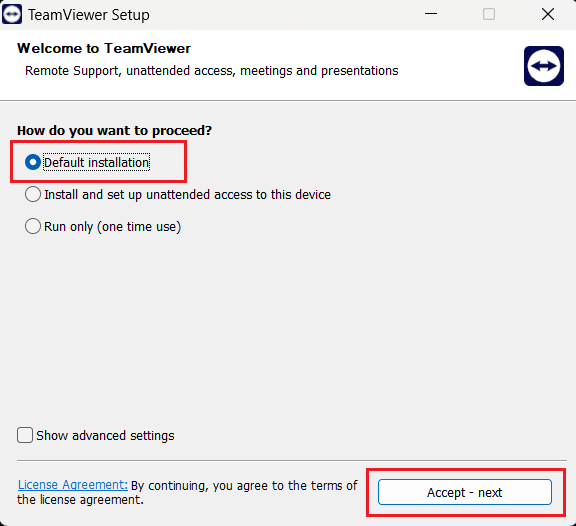 TeamViewer Setup
Welcome to TeamViewer
Remote Support, unattended access, meetings and presentations
How do you want to proceed?
Default installation
Install and set up unattended access to this device
Run only (one time use)
Show advanced settings
License Agreement: By continuing, you agree to the terms of
the license agreement.
Accept - next